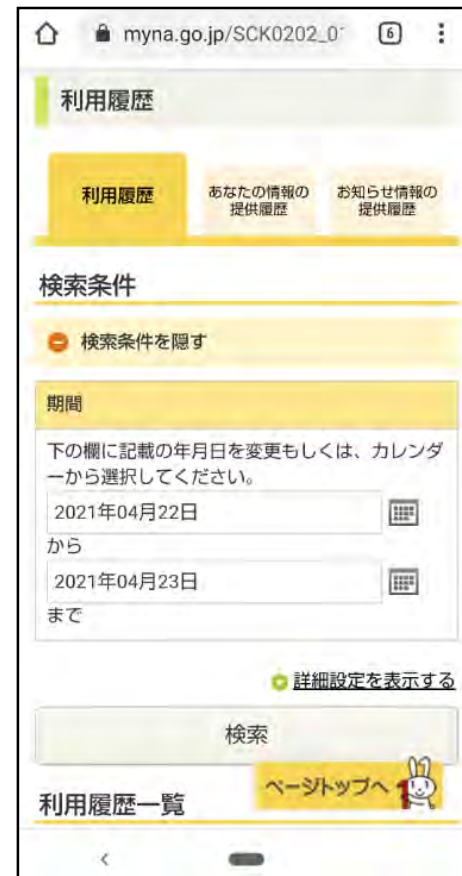 myna.go.jp/SCK0202_0
6
利用履歴
利用履歴
あなたの情報の
提供履歴
お知らせ情報の
提供履歴
検索条件
検索条件を隠す
期間
下の欄に記載の年月日を変更もしくは、カレンダ
ーから選択してください。
2021年04月22日
から
2021年04月23日
まで
詳細設定を表示する
検索
ページトップへ
利用履歴一覧